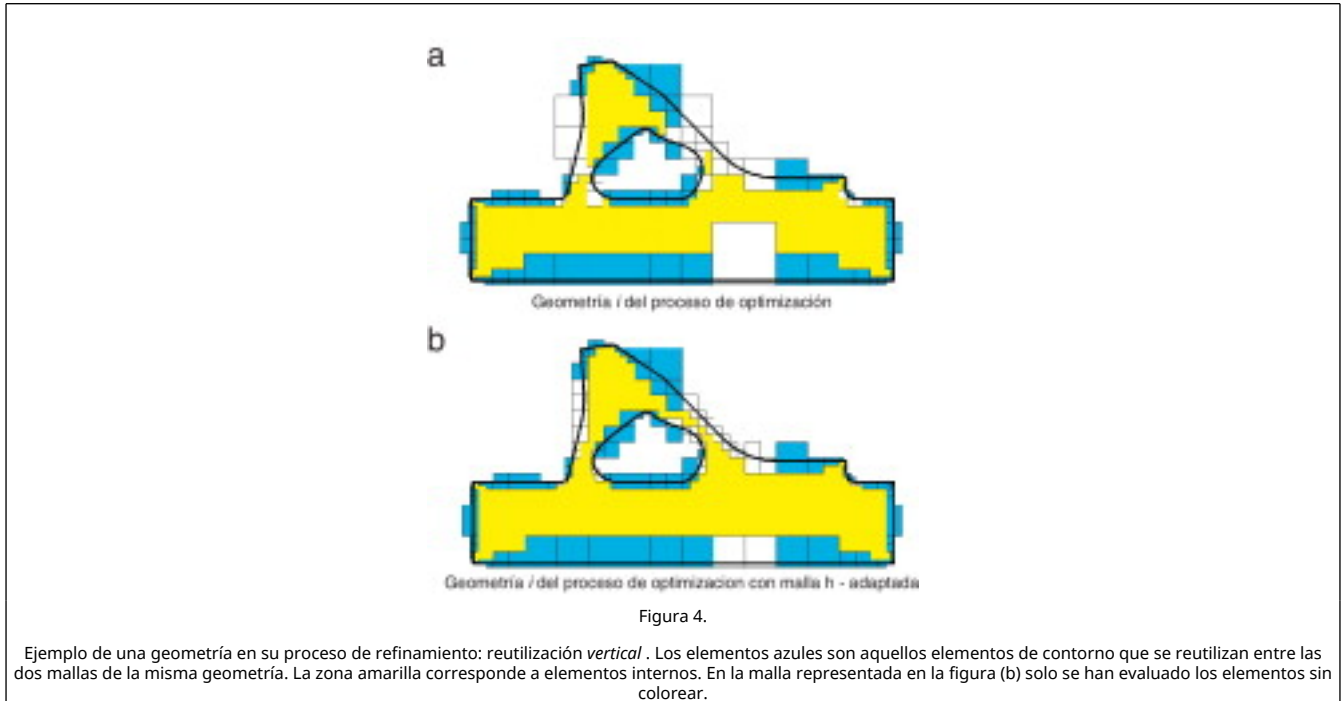 a
Geometría i del proceso de optimización
b
Geometría i del proceso de optimizacion con malla h - adaptada
Figura 4.
Ejemplo de una geometría en su proceso de refinamiento: reutilización vertical . Los elementos azules son aquellos elementos de contorno que se reutilizan entre las
dos mallas de la misma geometría. La zona amarilla corresponde a elementos internos. En la malla representada en la figura (b) solo se han evaluado los elementos sin
colorear.